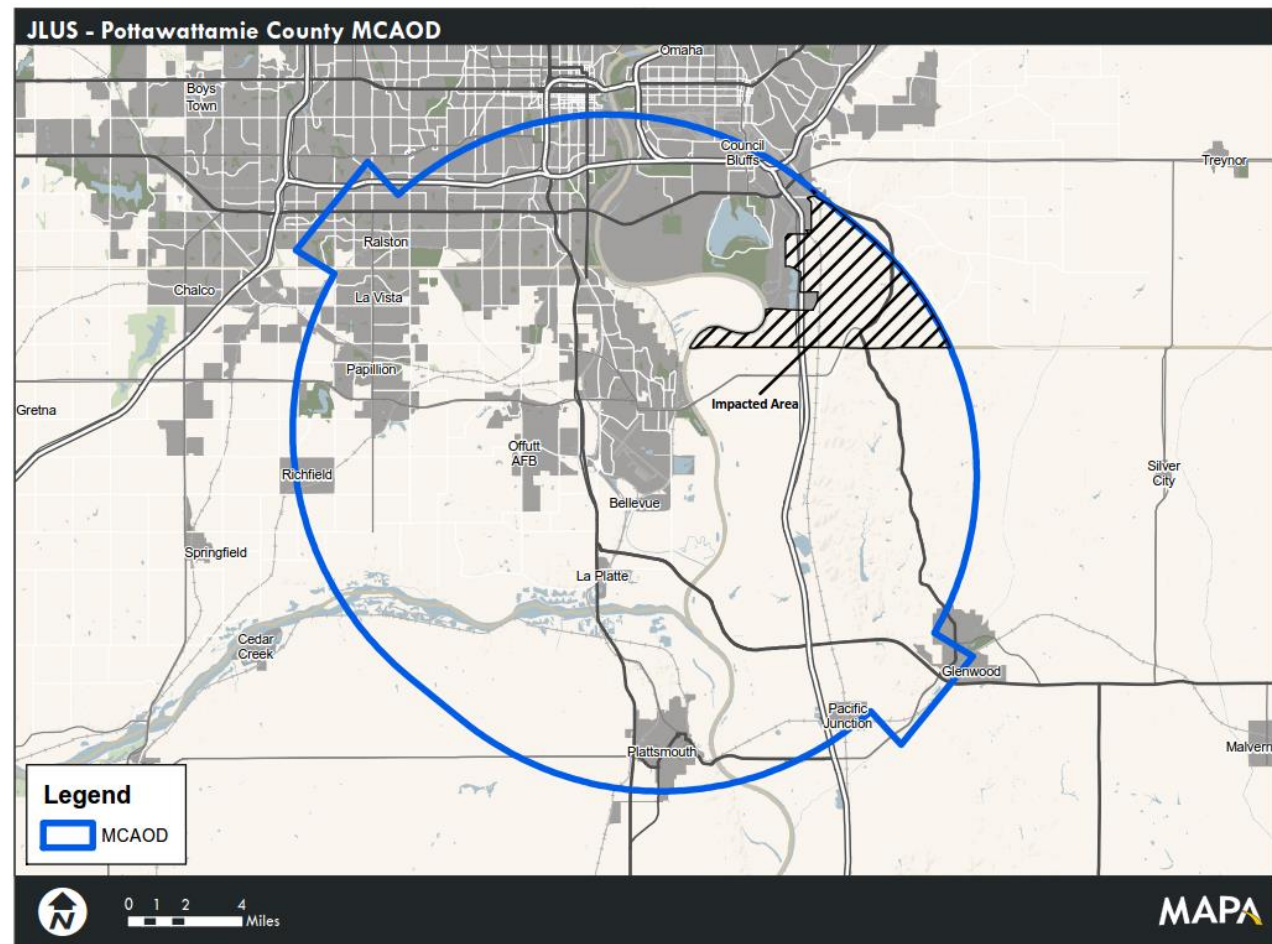 JLUS - Pottawattamie County MCAOD
Omaha
Boys
Town
Council
Bluffs
Treynor
Ralston
Chalco
La Vista
Papillion
Impacted Area
Gretna
Offutt
AFB
Richfield
Silver
City
Bellevue
Springfield
La Platte
Cedar
Creek
Glenwood
Pacific
Junction
Plattsmouth
Malvern
Legend
MCAOD
N
0 1 2 4
Miles
MAPA